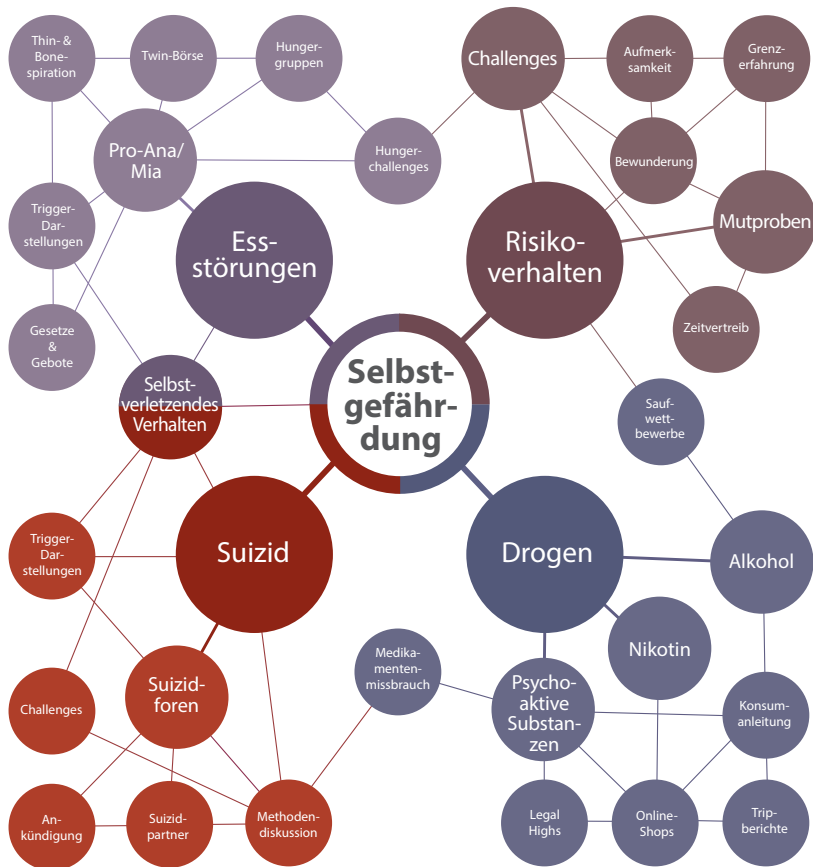 Thin- &
Bone-
spiration
Twin-Börse
Hunger-
gruppen
Challenges
Aufmerk-
samkeit
Grenz-
erfahrung
Pro-Ana/
Mia
Hunger-
challenges
Bewunderung
Trigger-
Dar-
stellungen
Ess-
störungen
Risiko-
verhalten
Mutproben
Gesetze
&
Gebote
Zeitvertreib
Selbst-
verletzendes
Verhalten
Selbst-
gefähr-
dung
Sauf-
wett-
bewerbe
Trigger-
Dar-
stellungen
Suizid
Drogen
Alkohol
Nikotin
Medika-
menten-
missbrauch
Suizid-
foren
Psycho-
aktive
Substan-
zen
Challenges
Konsum-
anleitung
An-
kündigung
Suizid-
partner
Methoden-
diskussion
Legal
Highs
Online-
Shops
Trip-
berichte